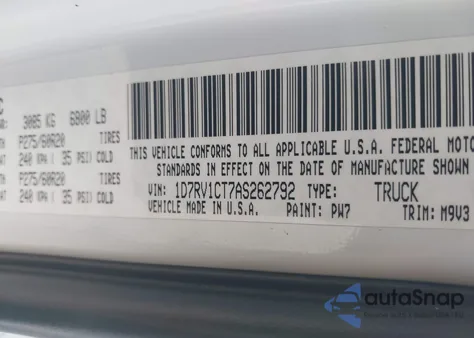 C
3085 KG 6800 LB
P275/60R20 TIRES
240 KPA( 35 PSI) COLD
P275/60R20 TIRES
240 KPA( 35 PSI) COLD
THIS VEHICLE CONFORMS TO ALL APPLICABLE U.S.A. FEDERAL MOTO
STANDARDS IN EFFECT ON THE DATE OF MANUFACTURE SHOWN
VIN: 1D7RV1CT7AS262792 TYPE: TRUCK
VEHICLE MADE IN U.S.A. PAINT: PW7 TRIM: M9V3
autoSnap